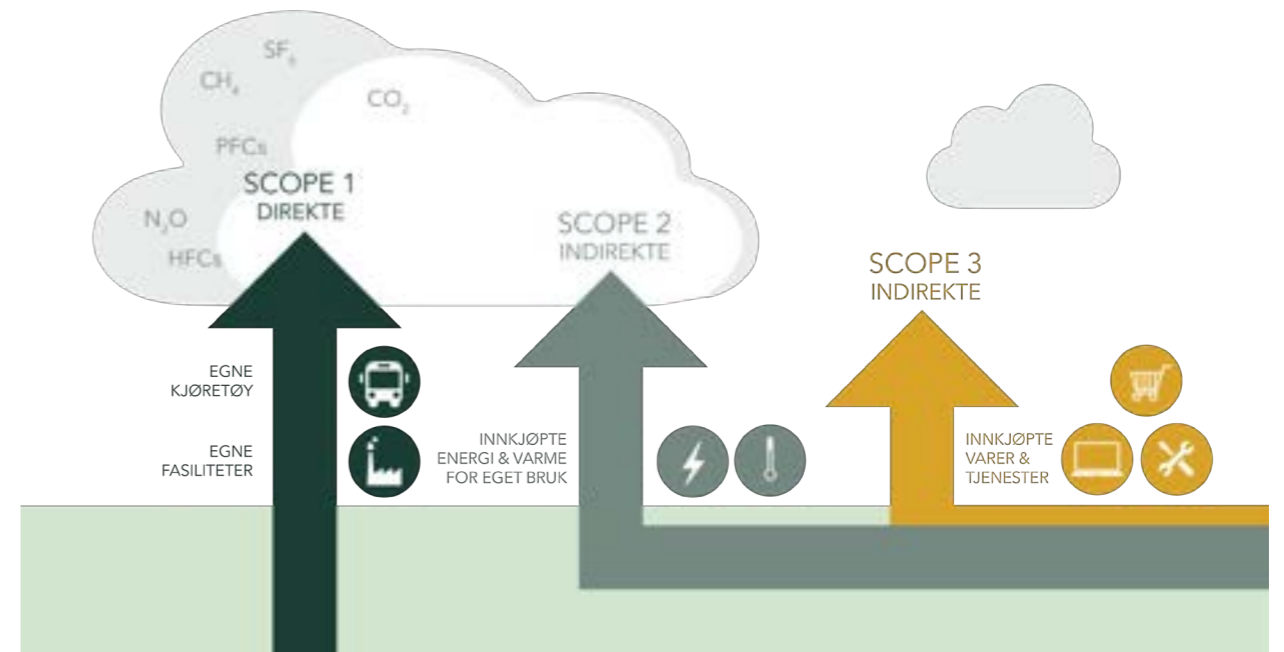 SF₆
CH₄
CO₂
PFCs
SCOPE 1
DIREKTE
N₂O
HFCs
SCOPE 2
INDIREKTE
SCOPE 3
INDIREKTE
EGNE
KJØRETØY
EGNE
FASILITETER
INNKJØPTE
ENERGI & VARME
FOR EGET BRUK
INNKJØPTE
VARER &
TJENESTER